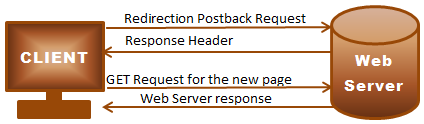 Redirection Postback Request
Response Header
CLIENT
GET Request for the new page
Web Server response
Web
Server